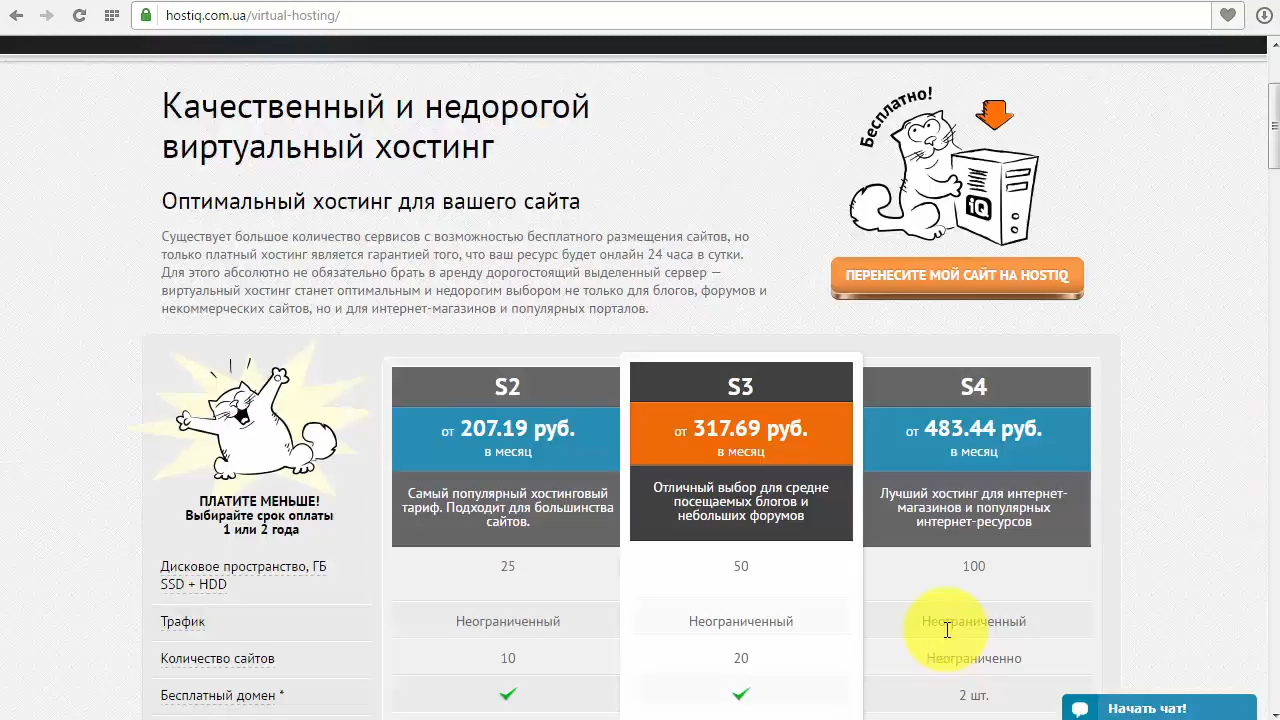 hostiq.com.ua/virtual-hosting/
Качественный и недорогой
виртуальный хостинг
Бесплатно!
iQ
Оптимальный хостинг для вашего сайта
Существует большое количество сервисов с возможностью бесплатного размещения сайтов, но
только платный хостинг является гарантией того, что ваш ресурс будет онлайн 24 часа в сутки.
Для этого абсолютно не обязательно брать в аренду дорогостоящий выделенный сервер —
виртуальный хостинг станет оптимальным и недорогим выбором не только для блогов, форумов и
некоммерческих сайтов, но и для интернет-магазинов и популярных порталов.
ПЕРЕНЕСИТЕ МОЙ САЙТ НА HOSTIQ
ПЛАТИТЕ МЕНЬШЕ!
Выбирайте срок оплаты
1 или 2 года
S2
от 207.19 руб.
в месяц
Самый популярный хостинговый
тариф. Подходит для большинства
сайтов.
S3
от 317.69 руб.
в месяц
Отличный выбор для средне
посещаемых блогов и
небольших форумов
S4
от 483.44 руб.
в месяц
Лучший хостинг для интернет-
магазинов и популярных
интернет-ресурсов
Дисковое пространство, ГБ
SSD + HDD
25
50
100
Трафик
Неограниченный
Неограниченный
Неограниченный
Количество сайтов
10
20
Неограниченно
Бесплатный домен *
2 шт.
Начать чат!